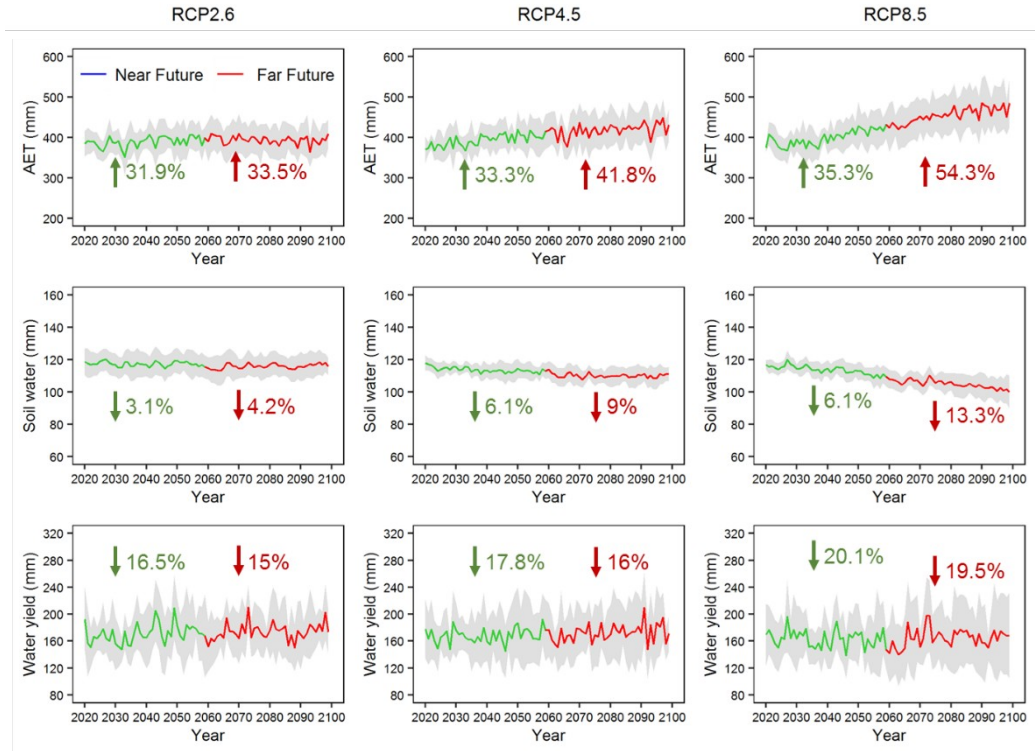 RCP2.6 RCP4.5 RCP8.5
600
500
400
300
200
AET (mm)
Near Future Far Future
31.9%
33.5%
2020 2030 2040 2050 2060 2070 2080 2090 2100
Year
600
500
400
300
200
AET (mm)
33.3%
41.8%
2020 2030 2040 2050 2060 2070 2080 2090 2100
Year
600
500
400
300
200
AET (mm)
35.3%
54.3%
2020 2030 2040 2050 2060 2070 2080 2090 2100
Year
160
140
120
100
80
60
Soil water (mm)
3.1%
4.2%
2020 2030 2040 2050 2060 2070 2080 2090 2100
Year
160
140
120
100
80
60
Soil water (mm)
6.1%
9%
2020 2030 2040 2050 2060 2070 2080 2090 2100
Year
160
140
120
100
80
60
Soil water (mm)
6.1%
13.3%
2020 2030 2040 2050 2060 2070 2080 2090 2100
Year
320
280
240
200
160
120
80
Water yield (mm)
16.5%
15%
2020 2030 2040 2050 2060 2070 2080 2090 2100
Year
320
280
240
200
160
120
80
Water yield (mm)
17.8%
16%
2020 2030 2040 2050 2060 2070 2080 2090 2100
Year
320
280
240
200
160
120
80
Water yield (mm)
20.1%
19.5%
2020 2030 2040 2050 2060 2070 2080 2090 2100
Year